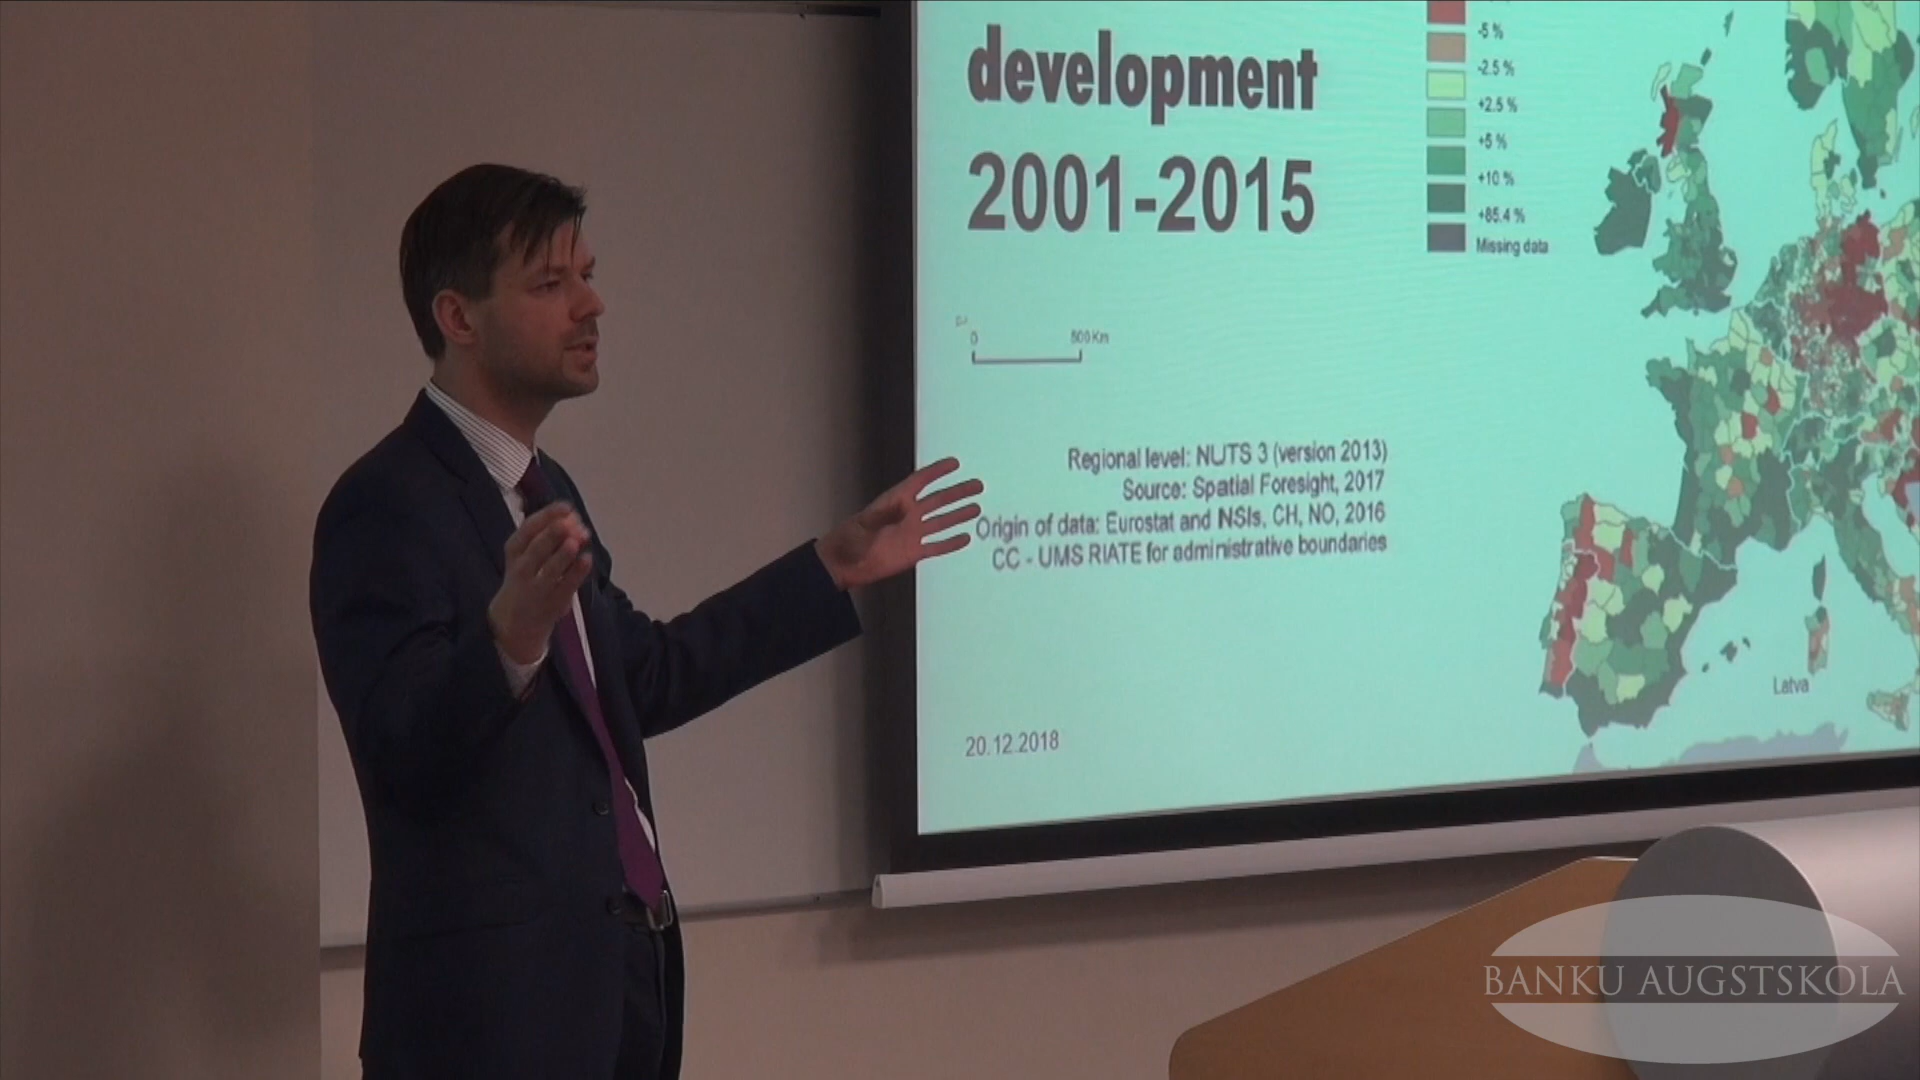 development
2001-2015
-5 %
-2.5 %
+2.5 %
+5 %
+10 %
+85.4 %
Missing data
0 500 Km
Regional level: NUTS 3 (version 2013)
Source: Spatial Foresight, 2017
Origin of data: Eurostat and NSIs, CH, NO, 2016
CC - UMS RIATE for administrative boundaries
Latva
20.12.2018
BANKU AUGSTSKOLA